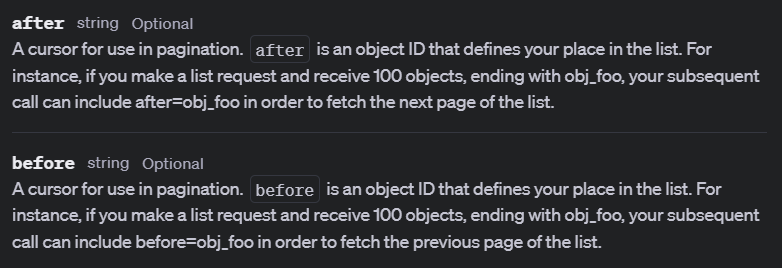 after string Optional
A cursor for use in pagination. after is an object ID that defines your place in the list. For
instance, if you make a list request and receive 100 objects, ending with obj_foo, your subsequent
call can include after=obj_foo in order to fetch the next page of the list.
before string Optional
A cursor for use in pagination. before is an object ID that defines your place in the list. For
instance, if you make a list request and receive 100 objects, ending with obj_foo, your subsequent
call can include before=obj_foo in order to fetch the previous page of the list.